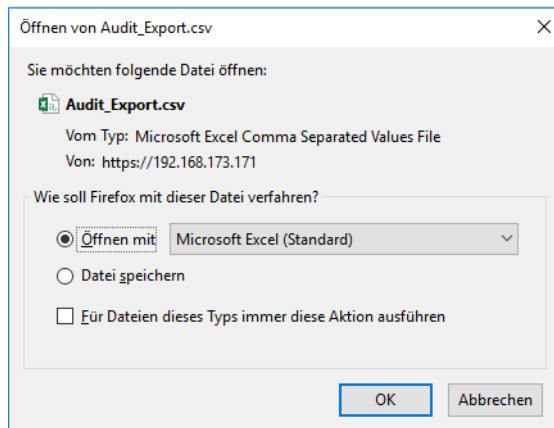 Öffnen von Audit_Export.csv
Sie möchten folgende Datei öffnen:
Audit_Export.csv
Vom Typ: Microsoft Excel Comma Separated Values File
Von: https://192.168.173.171
Wie soll Firefox mit dieser Datei verfahren?
Öffnen mit Microsoft Excel (Standard)
Datei speichern
Für Dateien dieses Typs immer diese Aktion ausführen
OK Abbrechen